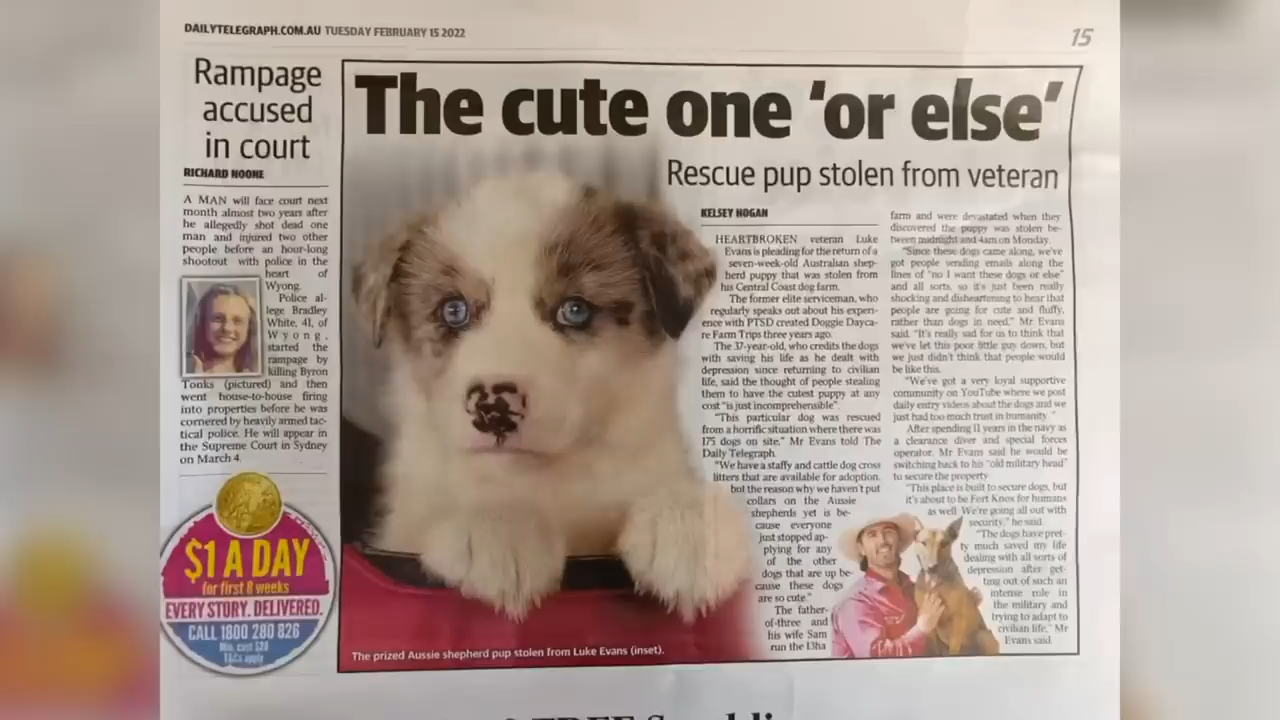 DAILYTELEGRAPH.COM.AU TUESDAY FEBRUARY 15 2022
15
Rampage
accused
in court
RICHARD NOONE
A MAN will face court next
month almost two years after
he allegedly shot dead one
man and injured two other
people before an hour-long
shootout with police in the
heart of
Wyong.
Police al-
lege Bradley
White, 41, of
Wyong,
started the
rampage by
killing Byron
Tonks (pictured) and then
went house-to-house firing
into properties before he was
cornered by heavily armed tac-
tical police. He will appear in
the Supreme Court in Sydney
on March 4.
$1 A DAY
for first 8 weeks
EVERY STORY. DELIVERED.
CALL 1800 280 826
Min. cost $28
T&Cs apply
The cute one 'or else'
Rescue pup stolen from veteran
KELSEY HOGAN
HEARTBROKEN veteran Luke
Evans is pleading for the return of a
seven-week-old Australian shep-
herd puppy that was stolen from
his Central Coast dog farm.
The former elite serviceman, who
regularly speaks out about his experi-
ence with PTSD created Doggie Dayca-
re Farm Trips three years ago.
The 37-year-old, who credits the dogs
with saving his life as he dealt with
depression since returning to civilian
life, said the thought of people stealing
them to have the cutest puppy at any
cost "is just incomprehensible".
"This particular dog was rescued
from a horrific situation where there was
175 dogs on site," Mr Evans told The
Daily Telegraph.
"We have a staffy and cattle dog cross
litters that are available for adoption,
but the reason why we haven't put
collars on the Aussie
shepherds yet is be-
cause everyone
just stopped ap-
plying for any
of the other
dogs that are up be-
cause these dogs
are so cute."
The father-
of-three and
his wife Sam
run the 13ha
farm and were devastated when they
discovered the puppy was stolen be-
tween midnight and 4am on Monday.
"Since these dogs came along, we've
got people sending emails along the
lines of "no I want these dogs or else"
and all sorts, so it's just been really
shocking and disheartening to hear that
people are going for cute and fluffy,
rather than dogs in need," Mr Evans
said. "It's really sad for us to think that
we've let this poor little guy down, but
we just didn't think that people would
be like this.
"We've got a very loyal supportive
community on YouTube where we post
daily entry videos about the dogs and we
just had too much trust in humanity."
After spending 11 years in the navy as
a clearance diver and special forces
operator, Mr Evans said he would be
switching back to his "old military head"
to secure the property.
"This place is built to secure dogs, but
it's about to be Fort Knox for humans
as well. We're going all out with
security," he said.
"The dogs have pret-
ty much saved my life
dealing with all sorts of
depression after get-
ting out of such an
intense role in
the military and
trying to adapt to
civilian life," Mr
Evans said.
The prized Aussie shepherd pup stolen from Luke Evans (inset).